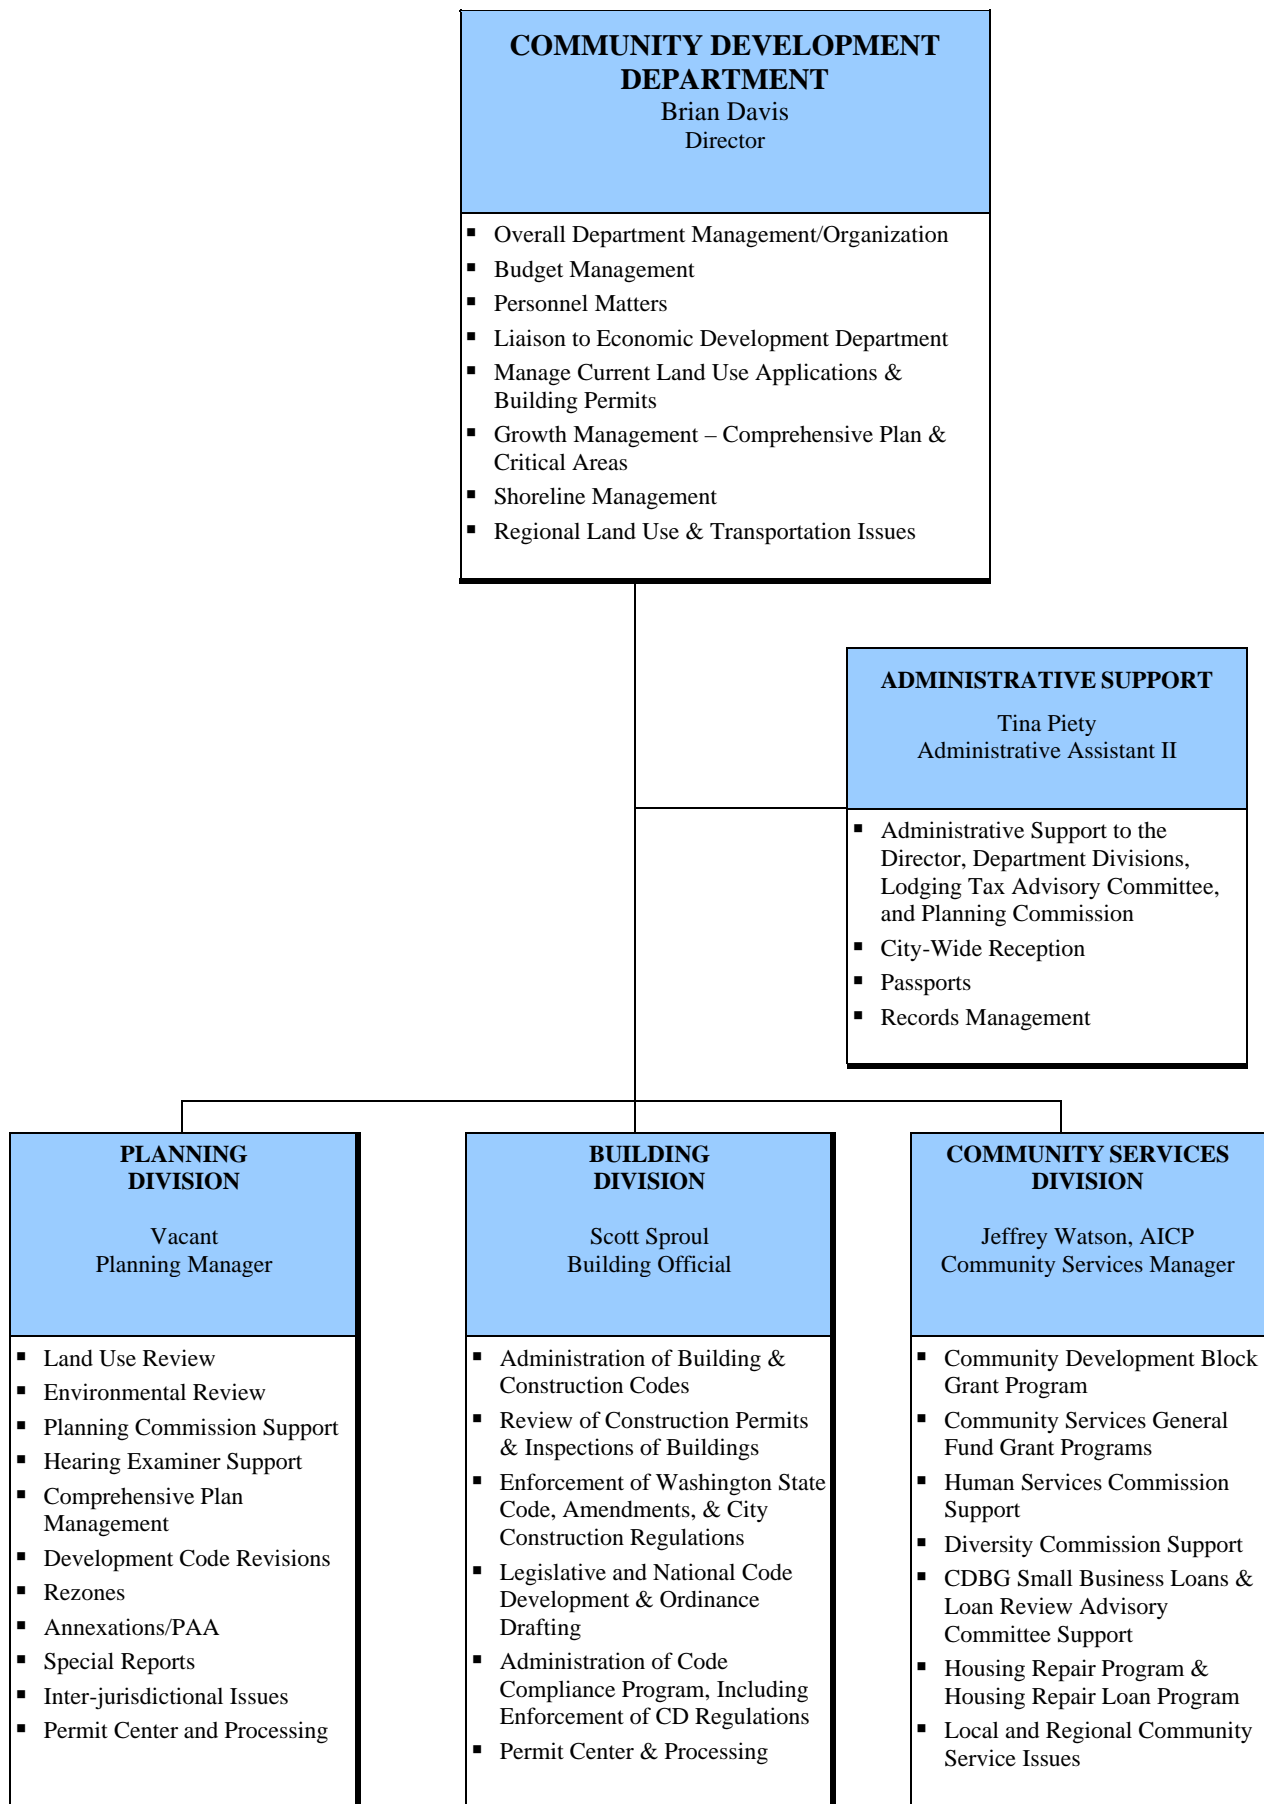 COMMUNITY DEVELOPMENT
DEPARTMENT
Brian Davis
Director
▪ Overall Department Management/Organization
▪ Budget Management
▪ Personnel Matters
▪ Liaison to Economic Development Department
▪ Manage Current Land Use Applications &
Building Permits
▪ Growth Management – Comprehensive Plan &
Critical Areas
▪ Shoreline Management
▪ Regional Land Use & Transportation Issues
ADMINISTRATIVE SUPPORT
Tina Piety
Administrative Assistant II
▪ Administrative Support to the
Director, Department Divisions,
Lodging Tax Advisory Committee,
and Planning Commission
▪ City-Wide Reception
▪ Passports
▪ Records Management
PLANNING
DIVISION
Vacant
Planning Manager
▪ Land Use Review
▪ Environmental Review
▪ Planning Commission Support
▪ Hearing Examiner Support
▪ Comprehensive Plan
Management
▪ Development Code Revisions
▪ Rezones
▪ Annexations/PAA
▪ Special Reports
▪ Inter-jurisdictional Issues
▪ Permit Center and Processing
BUILDING
DIVISION
Scott Sproul
Building Official
▪ Administration of Building &
Construction Codes
▪ Review of Construction Permits
& Inspections of Buildings
▪ Enforcement of Washington State
Code, Amendments, & City
Construction Regulations
▪ Legislative and National Code
Development & Ordinance
Drafting
▪ Administration of Code
Compliance Program, Including
Enforcement of CD Regulations
▪ Permit Center & Processing
COMMUNITY SERVICES
DIVISION
Jeffrey Watson, AICP
Community Services Manager
▪ Community Development Block
Grant Program
▪ Community Services General
Fund Grant Programs
▪ Human Services Commission
Support
▪ Diversity Commission Support
▪ CDBG Small Business Loans &
Loan Review Advisory
Committee Support
▪ Housing Repair Program &
Housing Repair Loan Program
▪ Local and Regional Community
Service Issues